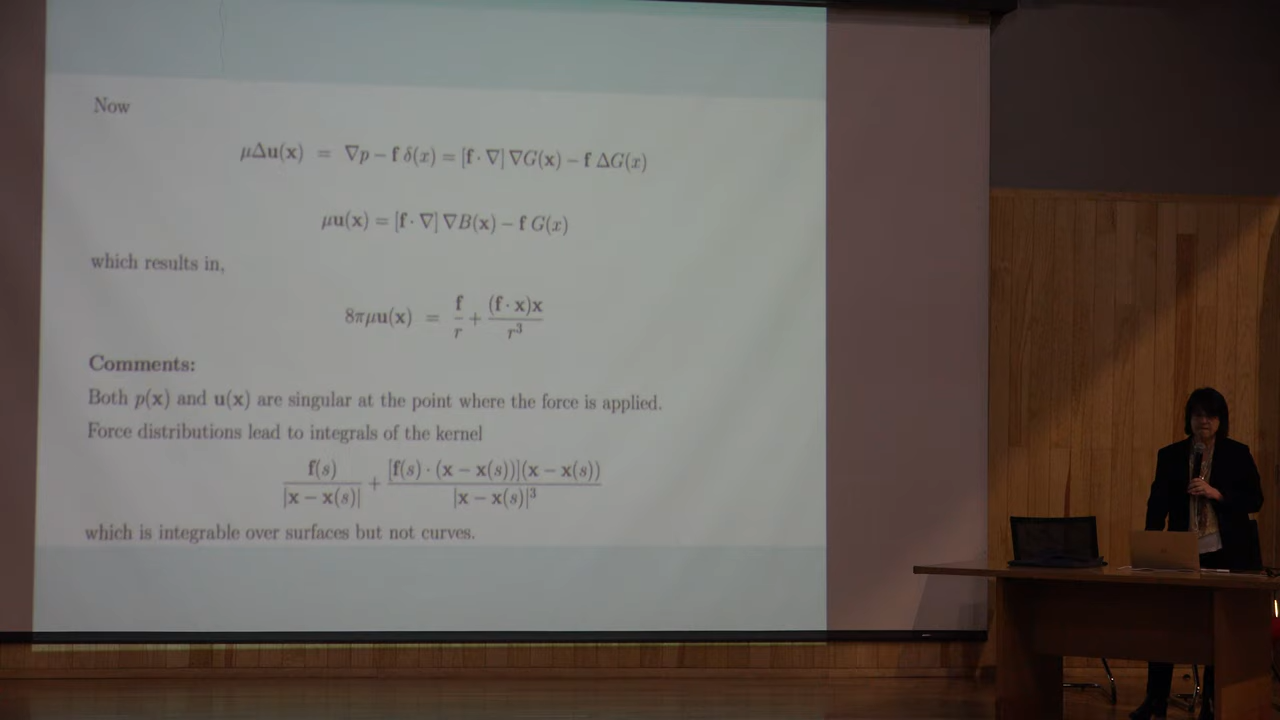 Now
μΔu(x) = ∇p − f δ(x) = [f · ∇] ∇G(x) − f ΔG(x)
μu(x) = [f · ∇] ∇B(x) − f G(x)
which results in,
8πμu(x) = f/r + (f · x)x/r³
Comments:
Both p(x) and u(x) are singular at the point where the force is applied.
Force distributions lead to integrals of the kernel
f(s)/|x − x(s)| + [f(s) · (x − x(s))](x − x(s))/|x − x(s)|³
which is integrable over surfaces but not curves.